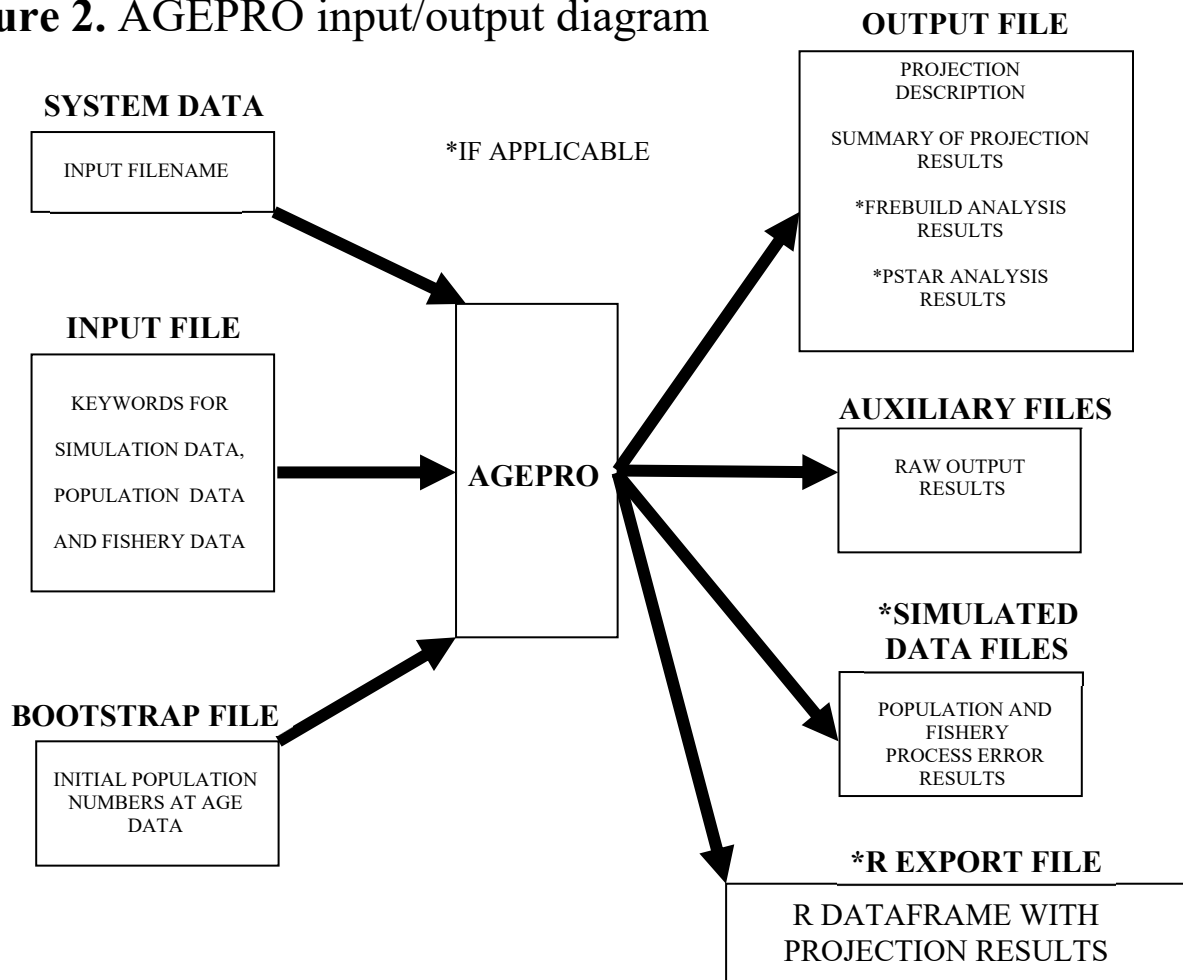 ure 2. AGEPRO input/output diagram
SYSTEM DATA
INPUT FILENAME
*IF APPLICABLE
INPUT FILE
KEYWORDS FOR
SIMULATION DATA,
POPULATION DATA
AND FISHERY DATA
BOOTSTRAP FILE
INITIAL POPULATION
NUMBERS AT AGE
DATA
AGEPRO
OUTPUT FILE
PROJECTION
DESCRIPTION
SUMMARY OF PROJECTION
RESULTS
*FREBUILD ANALYSIS
RESULTS
*PSTAR ANALYSIS
RESULTS
AUXILIARY FILES
RAW OUTPUT
RESULTS
*SIMULATED
DATA FILES
POPULATION AND
FISHERY
PROCESS ERROR
RESULTS
*R EXPORT FILE
R DATAFRAME WITH
PROJECTION RESULTS